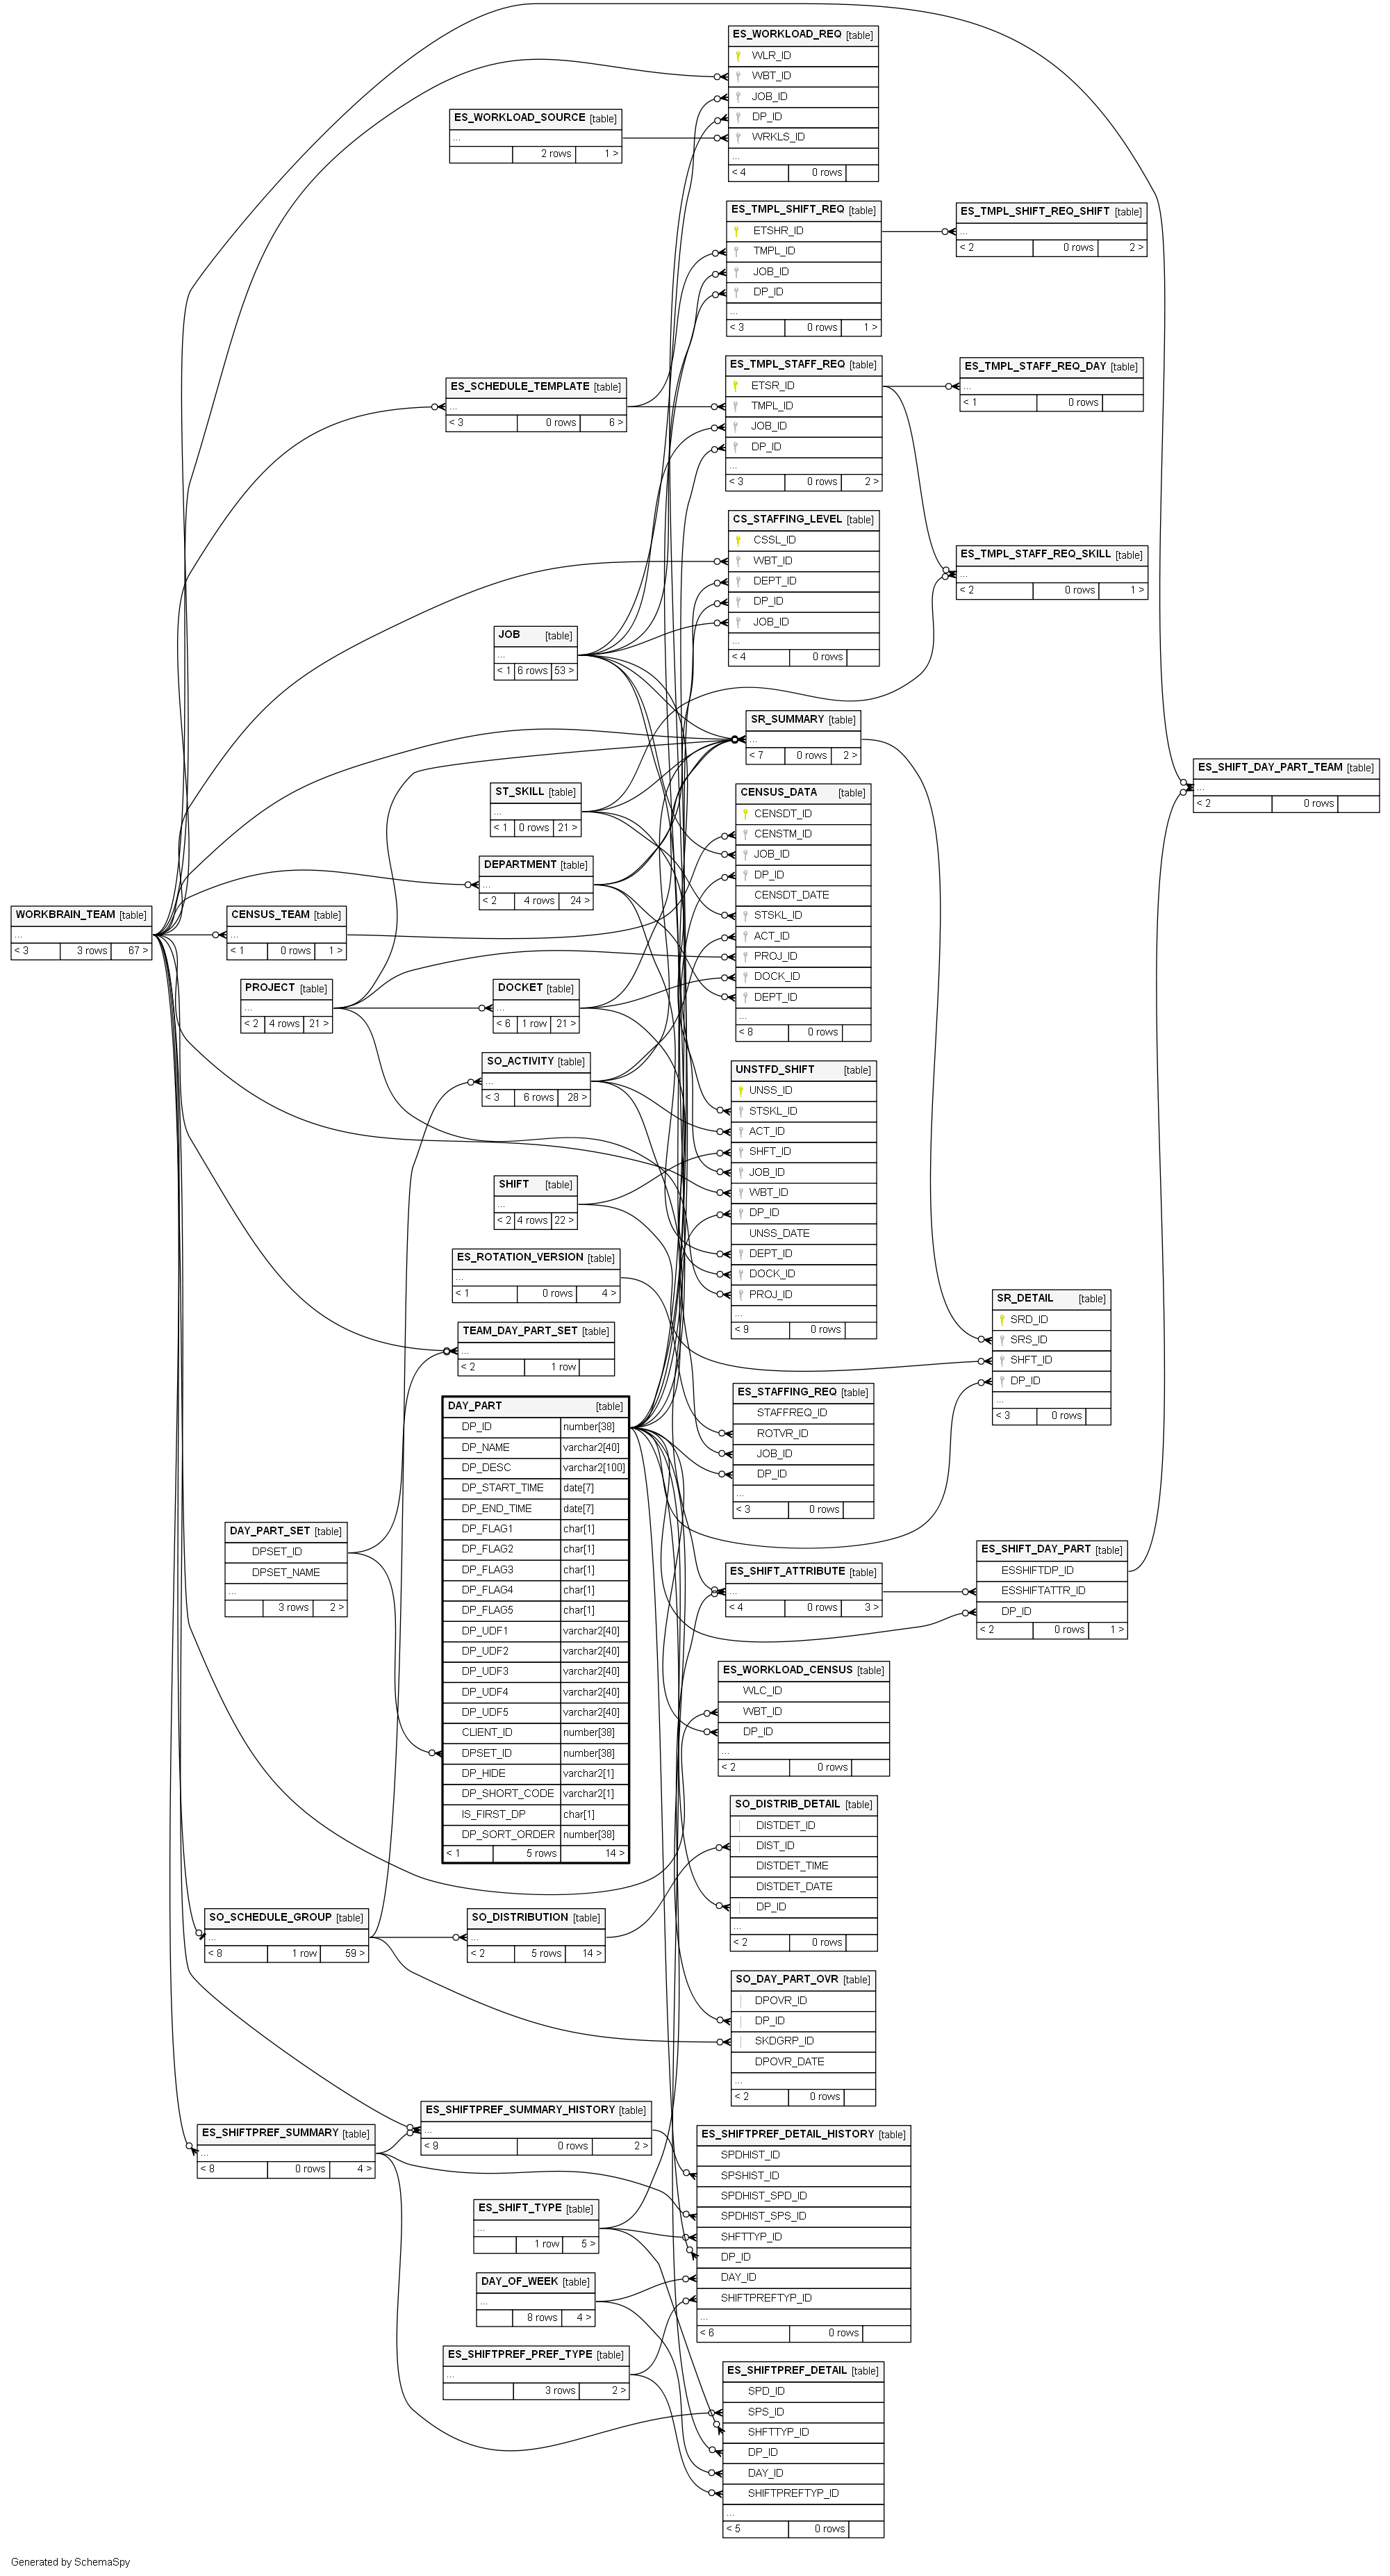 ES_WORKLOAD_REQ [table]
WLR_ID
WBT_ID
JOB_ID
DP_ID
WRKLS_ID
...
< 4 0 rows
ES_WORKLOAD_SOURCE [table]
...
2 rows 1 >
ES_TMPL_SHIFT_REQ [table]
ETSHR_ID
TMPL_ID
JOB_ID
DP_ID
...
< 3 0 rows 1 >
ES_TMPL_SHIFT_REQ_SHIFT [table]
...
< 2 0 rows 2 >
ES_SCHEDULE_TEMPLATE [table]
...
< 3 0 rows 6 >
ES_TMPL_STAFF_REQ [table]
ETSR_ID
TMPL_ID
JOB_ID
DP_ID
...
< 3 0 rows 2 >
ES_TMPL_STAFF_REQ_DAY [table]
...
< 1 0 rows
CS_STAFFING_LEVEL [table]
CSSL_ID
WBT_ID
DEPT_ID
DP_ID
JOB_ID
...
< 4 0 rows
ES_TMPL_STAFF_REQ_SKILL [table]
...
< 2 0 rows 1 >
JOB [table]
...
< 1 6 rows 53 >
SR_SUMMARY [table]
...
< 7 0 rows 2 >
ES_SHIFT_DAY_PART_TEAM [table]
...
< 2 0 rows
ST_SKILL [table]
...
< 1 0 rows 21 >
CENSUS_DATA [table]
CENSDT_ID
CENSTM_ID
JOB_ID
DP_ID
CENSDT_DATE
STSKL_ID
ACT_ID
PROJ_ID
DOCK_ID
DEPT_ID
...
< 8 0 rows
DEPARTMENT [table]
...
< 2 4 rows 24 >
WORKBRAIN_TEAM [table]
...
< 3 3 rows 67 >
CENSUS_TEAM [table]
...
< 1 0 rows 1 >
PROJECT [table]
...
< 2 4 rows 21 >
DOCKET [table]
...
< 6 1 row 21 >
SO_ACTIVITY [table]
...
< 3 6 rows 28 >
UNSTFD_SHIFT [table]
UNSS_ID
STSKL_ID
ACT_ID
SHFT_ID
JOB_ID
WBT_ID
DP_ID
UNSS_DATE
DEPT_ID
DOCK_ID
PROJ_ID
...
< 9 0 rows
SHIFT [table]
...
< 2 4 rows 22 >
ES_ROTATION_VERSION [table]
...
< 1 0 rows 4 >
SR_DETAIL [table]
SRD_ID
SRS_ID
SHFT_ID
DP_ID
...
< 3 0 rows
TEAM_DAY_PART_SET [table]
...
< 2 1 row
ES_STAFFING_REQ [table]
STAFFREQ_ID
ROTVR_ID
JOB_ID
DP_ID
...
< 3 0 rows
DAY_PART [table]
DP_ID number[38]
DP_NAME varchar2[40]
DP_DESC varchar2[100]
DP_START_TIME date[7]
DP_END_TIME date[7]
DP_FLAG1 char[1]
DP_FLAG2 char[1]
DP_FLAG3 char[1]
DP_FLAG4 char[1]
DP_FLAG5 char[1]
DP_UDF1 varchar2[40]
DP_UDF2 varchar2[40]
DP_UDF3 varchar2[40]
DP_UDF4 varchar2[40]
DP_UDF5 varchar2[40]
CLIENT_ID number[38]
DPSET_ID number[38]
DP_HIDE varchar2[1]
DP_SHORT_CODE varchar2[1]
IS_FIRST_DP char[1]
DP_SORT_ORDER number[38]
< 1 5 rows 14 >
DAY_PART_SET [table]
DPSET_ID
DPSET_NAME
...
3 rows 2 >
ES_SHIFT_ATTRIBUTE [table]
...
< 4 0 rows 3 >
ES_SHIFT_DAY_PART [table]
ESSHIFTDP_ID
ESSHIFTATTR_ID
DP_ID
...
< 2 0 rows 1 >
ES_WORKLOAD_CENSUS [table]
WLC_ID
WBT_ID
DP_ID
...
< 2 0 rows
SO_DISTRIB_DETAIL [table]
DISTDET_ID
DIST_ID
DISTDET_TIME
DISTDET_DATE
DP_ID
...
< 2 0 rows
SO_SCHEDULE_GROUP [table]
...
< 8 1 row 59 >
SO_DISTRIBUTION [table]
...
< 2 5 rows 14 >
SO_DAY_PART_OVR [table]
DPOVR_ID
DP_ID
SKDGRP_ID
DPOVR_DATE
...
< 2 0 rows
ES_SHIFTPREF_SUMMARY_HISTORY [table]
...
< 9 0 rows 2 >
ES_SHIFTPREF_SUMMARY [table]
...
< 8 0 rows 4 >
ES_SHIFTPREF_DETAIL_HISTORY [table]
SPDHIST_ID
SPSHIST_ID
SPDHIST_SPD_ID
SPDHIST_SPS_ID
SHFTTYP_ID
DP_ID
DAY_ID
SHIFTPREFTYP_ID
...
< 6 0 rows
ES_SHIFT_TYPE [table]
...
1 row 5 >
DAY_OF_WEEK [table]
...
8 rows 4 >
ES_SHIFTPREF_PREF_TYPE [table]
...
3 rows 2 >
ES_SHIFTPREF_DETAIL [table]
SPD_ID
SPS_ID
SHFTTYP_ID
DP_ID
DAY_ID
SHIFTPREFTYP_ID
...
< 5 0 rows
Generated by SchemaSpy